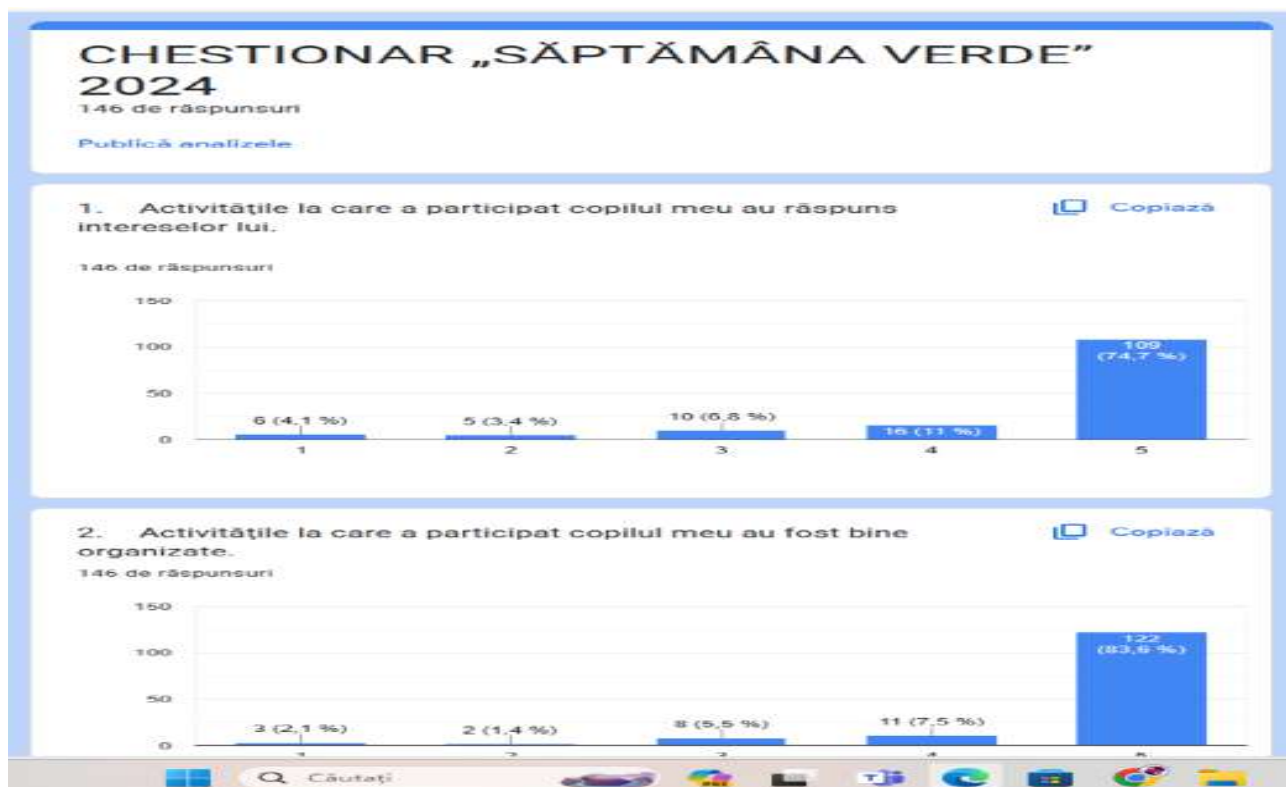 CHESTIONAR „SĂPTĂMÂNA VERDE”
2024
146 de răspunsuri
Publică analizele
1. Activitățile la care a participat copilul meu au răspuns
intereselor lui.
Copiază
146 de răspunsuri
150
100
50
0
6 (4,1 %)
5 (3,4 %)
10 (6,8 %)
16 (11 %)
109
(74,7 %)
1
2
3
4
5
2. Activitățile la care a participat copilul meu au fost bine
organizate.
Copiază
146 de răspunsuri
150
100
50
0
3 (2,1 %)
2 (1,4 %)
8 (5,5 %)
11 (7,5 %)
122
(83,6 %)
Căutați